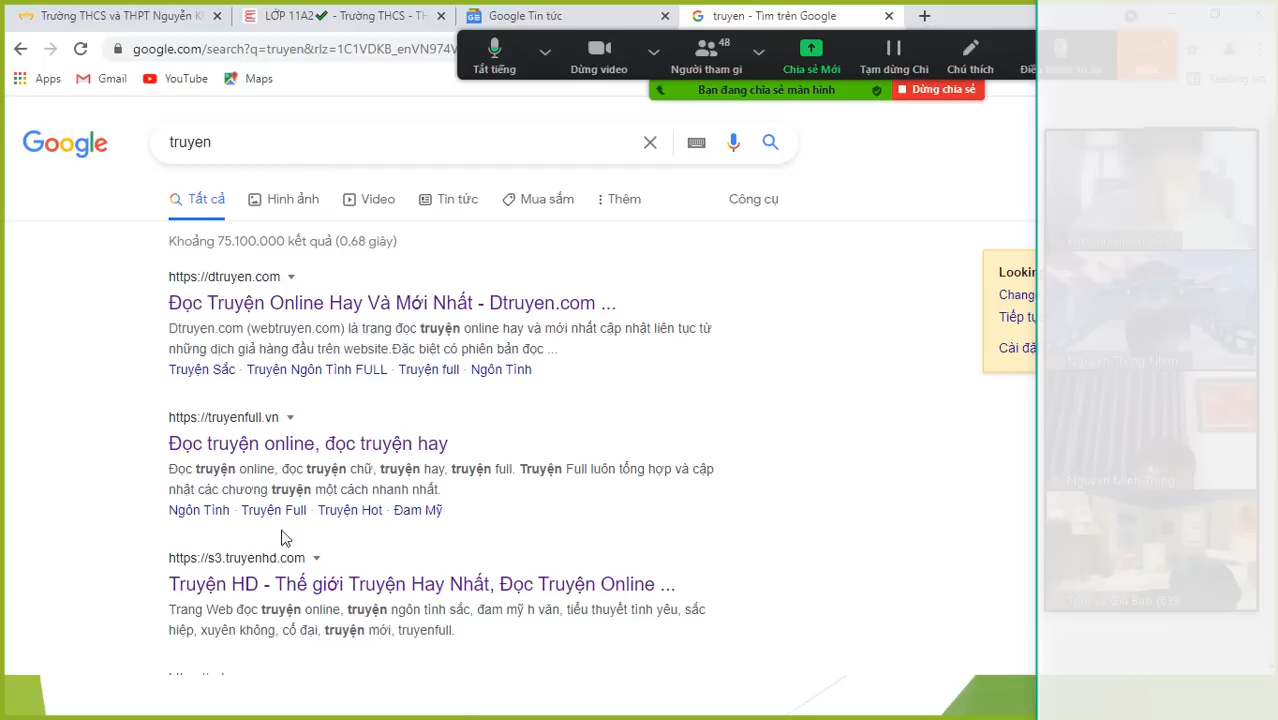 Trường THCS và THPT Nguyễn K
LỚP 11A2✔ - Trường THCS - TH
Google Tin tức
truyen - Tìm trên Google
google.com/search?q=truyen&rlz=1C1VDKB_enVN974V
Apps
Gmail
YouTube
Maps
Reading list
Tắt tiếng
Dừng video
48
Người tham gi
Chia sẻ Mới
Tạm dừng Chi
Chú thích
Bạn đang chia sẻ màn hình
Dừng chia sẻ
Google
truyen
Tất cả
Hình ảnh
Video
Tin tức
Mua sắm
Thêm
Công cụ
Khoảng 75.100.000 kết quả (0,68 giây)
https://dtruyen.com
Đọc Truyện Online Hay Và Mới Nhất - Dtruyen.com ...
Dtruyen.com (webtruyen.com) là trang đọc truyện online hay và mới nhất cập nhật liên tục từ
những dịch giả hàng đầu trên website.Đặc biệt có phiên bản đọc ...
Truyện Sắc · Truyện Ngôn Tình FULL · Truyện full · Ngôn Tình
https://truyenfull.vn
Đọc truyện online, đọc truyện hay
Đọc truyện online, đọc truyện chữ, truyện hay, truyện full. Truyện Full luôn tổng hợp và cập
nhật các chương truyện một cách nhanh nhất.
Ngôn Tình · Truyện Full · Truyện Hot · Đam Mỹ
https://s3.truyenhd.com
Truyện HD - Thế giới Truyện Hay Nhất, Đọc Truyện Online ...
Trang Web đọc truyện online, truyện ngôn tình sắc, đam mỹ h văn, tiểu thuyết tình yêu, sắc
hiệp, xuyên không, cổ đại, truyện mới, truyenfull.
Lookin
Chang
Tiếp tụ
Cài đặ
Nguyen Minh Trung